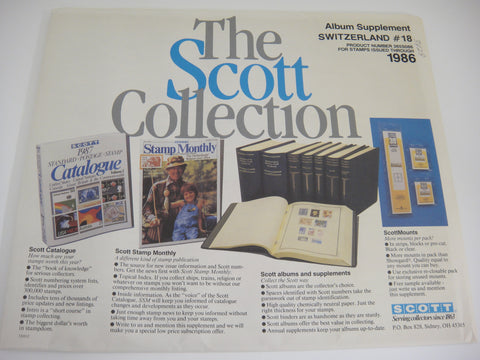 The
Scott
Collection
Album Supplement
SWITZERLAND #18
PRODUCT NUMBER 365S086
FOR STAMPS ISSUED THROUGH
1986
SCOTT
1987
STANDARD • POSTAGE • STAMP
Catalogue
Stamp Monthly
Scott Catalogue
How much are your
stamps worth this year?
• The "book of knowledge"
for serious collectors.
• Scott numbering system lists,
identifies and prices over
300,000 stamps.
• Includes tens of thousands of
price updates and new listings.
• Intro is a "short course" in
stamp collecting.
• The biggest dollar's worth
in stampdom.
Scott Stamp Monthly
A different kind of stamp publication
• The source for new issue information and Scott num-
bers. Get the news first with Scott Stamp Monthly.
• Topical Index. If you collect ships, trains, religion or
whatever on stamps you won't want to be without our
comprehensive monthly listing.
• Inside information. As the "voice" of the Scott
Catalogue, SSM will keep you informed of catalogue
changes and developments as they occur.
• Just enough stamp news to keep you informed without
taking time away from you and your stamps.
• Write to us and mention this supplement and we will
make you a special low price subscription offer.
Scott albums and supplements
Collect the Scott way.
• Scott albums are the collector's choice.
• Spaces identified with Scott numbers take the
guesswork out of stamp identification.
• High quality chemically neutral paper. Just the
right thickness for your stamps.
• Scott binders are as handsome as they are sturdy.
• Scott albums offer the best value in collecting.
• Annual supplements keep your albums up-to-date.
ScottMounts
More mounts per pack!
• In strips, blocks or pre-cut.
Black or clear.
• More mounts in pack than
Showgard®. Quality equal to
any mount you can buy.
• Use exclusive re-closable pack
for storing unused mounts.
• Free sample available:
just see this statement in
your order.
SCOTT
Serving collectors since 1863
P.O. Box 828, Sidney, OH 45365